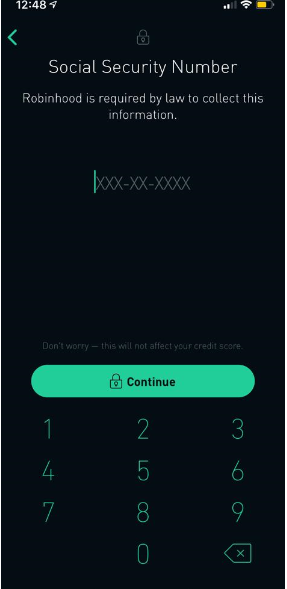 12:48
Social Security Number
Robinhood is required by law to collect this
information.
XXX-XX-XXXX
Don't worry — this will not affect your credit score.
Continue
1 2 3
4 5 6
7 8 9
0